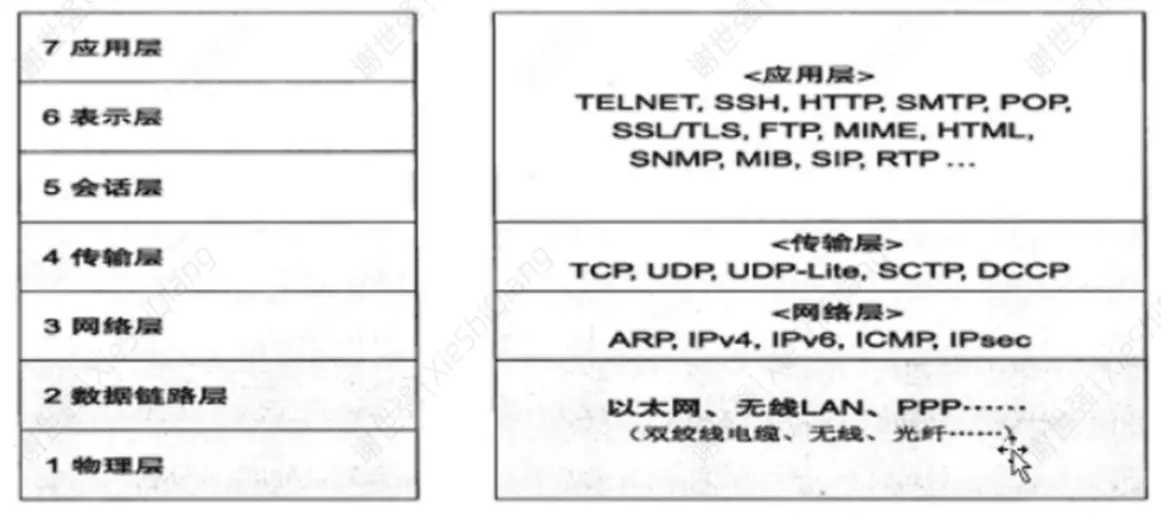 7 应用层
6 表示层
5 会话层
4 传输层
3 网络层
2 数据链路层
1 物理层
<应用层>
TELNET, SSH, HTTP, SMTP, POP,
SSL/TLS, FTP, MIME, HTML,
SNMP, MIB, SIP, RTP ...
<传输层>
TCP, UDP, UDP-Lite, SCTP, DCCP
<网络层>
ARP, IPv4, IPv6, ICMP, IPsec
以太网、无线LAN、PPP……
（双绞线电缆、无线、光纤……）